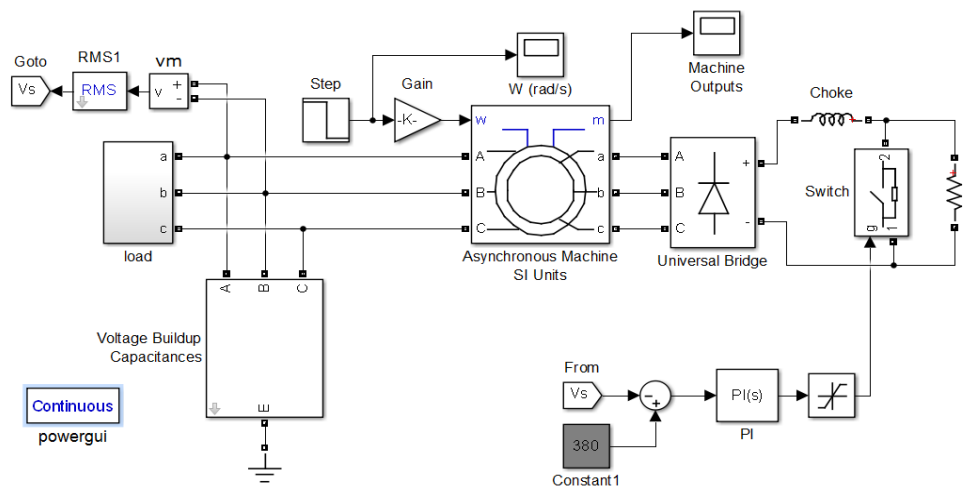 Goto
Vs
RMS1
RMS
vm
v
+
-
Step
Gain
-K-
W (rad/s)
Machine
Outputs
w
m
A
B
C
a
b
c
Asynchronous Machine
SI Units
a
b
c
load
A
B
C
E
Voltage Buildup
Capacitances
Continuous
powergui
A
B
C
+
-
Universal Bridge
Choke
+
Switch
2
1
g
+
From
Vs
-
+
380
Constant1
PI(s)
PI